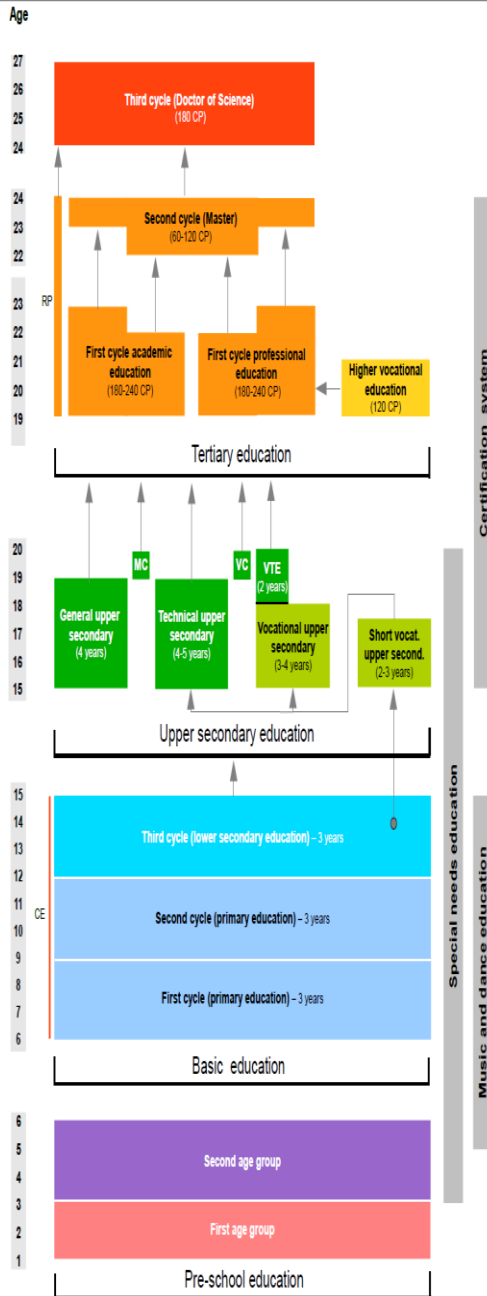 Age
27
26
25
24
Third cycle (Doctor of Science)
(180 CP)
24
23
22
Second cycle (Master)
(60-120 CP)
RP
23
22
21
20
19
First cycle academic
education
(180-240 CP)
First cycle professional
education
(180-240 CP)
Higher vocational
education
(120 CP)
Tertiary education
Certification system
20
19
18
17
16
15
MC
VC
VTE
(2 years)
General upper
secondary
(4 years)
Technical upper
secondary
(4-5 years)
Vocational upper
secondary
(3-4 years)
Short vocat.
upper second.
(2-3 years)
Upper secondary education
15
14
13
12
11
10
9
8
7
6
CE
Third cycle (lower secondary education) – 3 years
Second cycle (primary education) – 3 years
First cycle (primary education) – 3 years
Basic education
Special needs education
Music and dance education
6
5
4
3
2
1
Second age group
First age group
Pre-school education